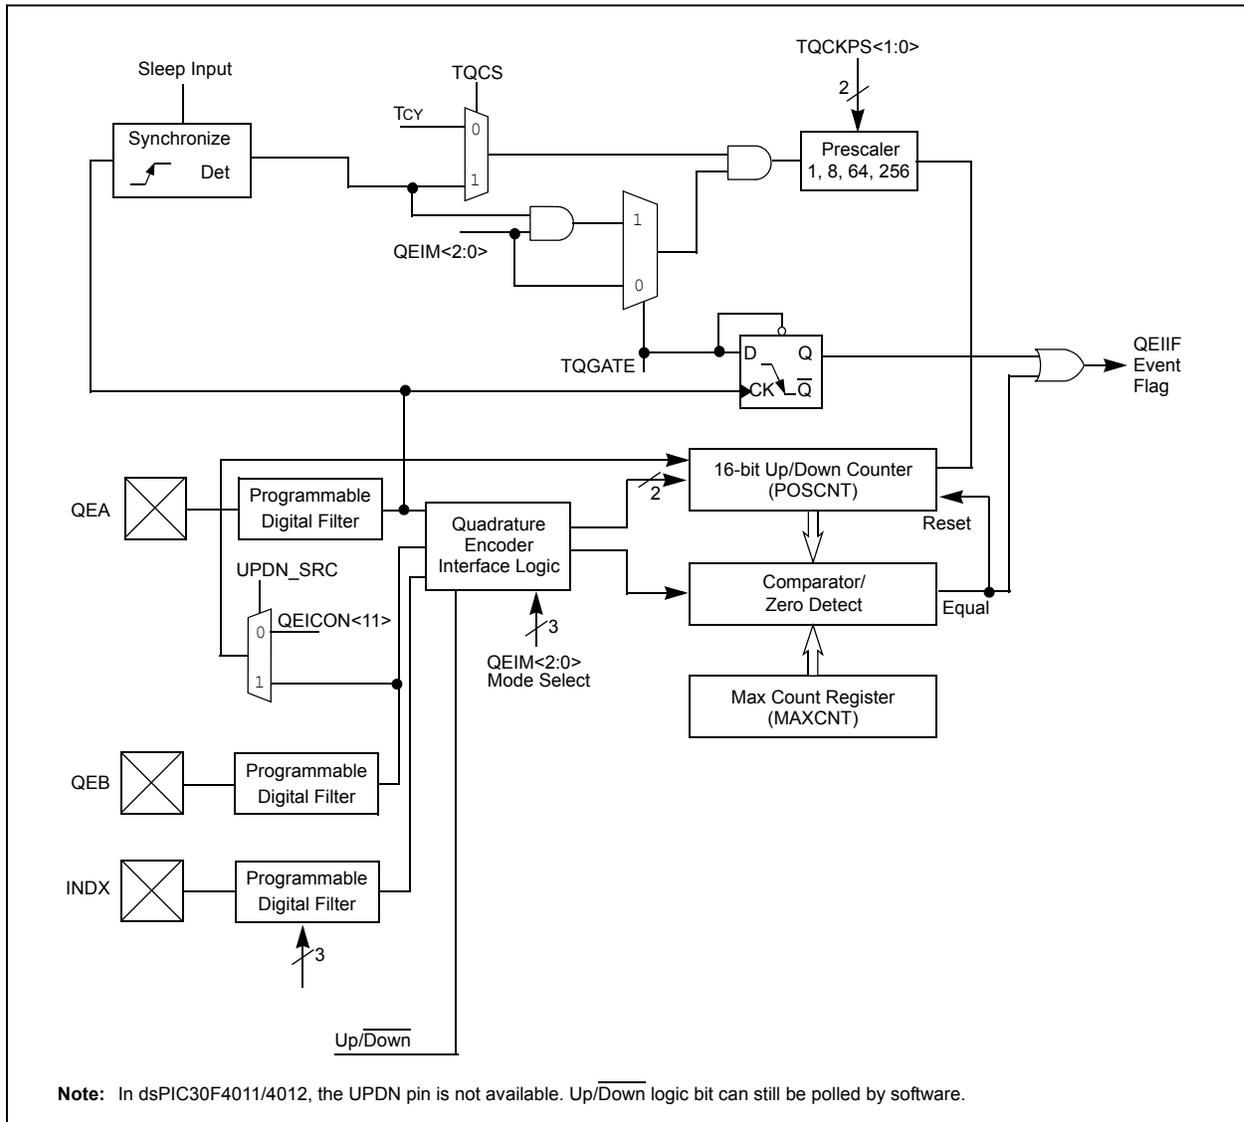 TQCKPS<1:0>
Sleep Input
TQCS
2
TCY
0
1
Synchronize
Det
Prescaler
1, 8, 64, 256
QEIM<2:0>
1
0
TQGATE
D Q
CK Q
QEIIF
Event
Flag
QEA
Programmable
Digital Filter
Quadrature
Encoder
Interface Logic
2
16-bit Up/Down Counter
(POSCNT)
Reset
UPDN_SRC
0
QEICON<11>
1
Comparator/
Zero Detect
Equal
3
QEIM<2:0>
Mode Select
Max Count Register
(MAXCNT)
QEB
Programmable
Digital Filter
INDX
Programmable
Digital Filter
3
Up/Down
Note: In dsPIC30F4011/4012, the UPDN pin is not available. Up/Down logic bit can still be polled by software.